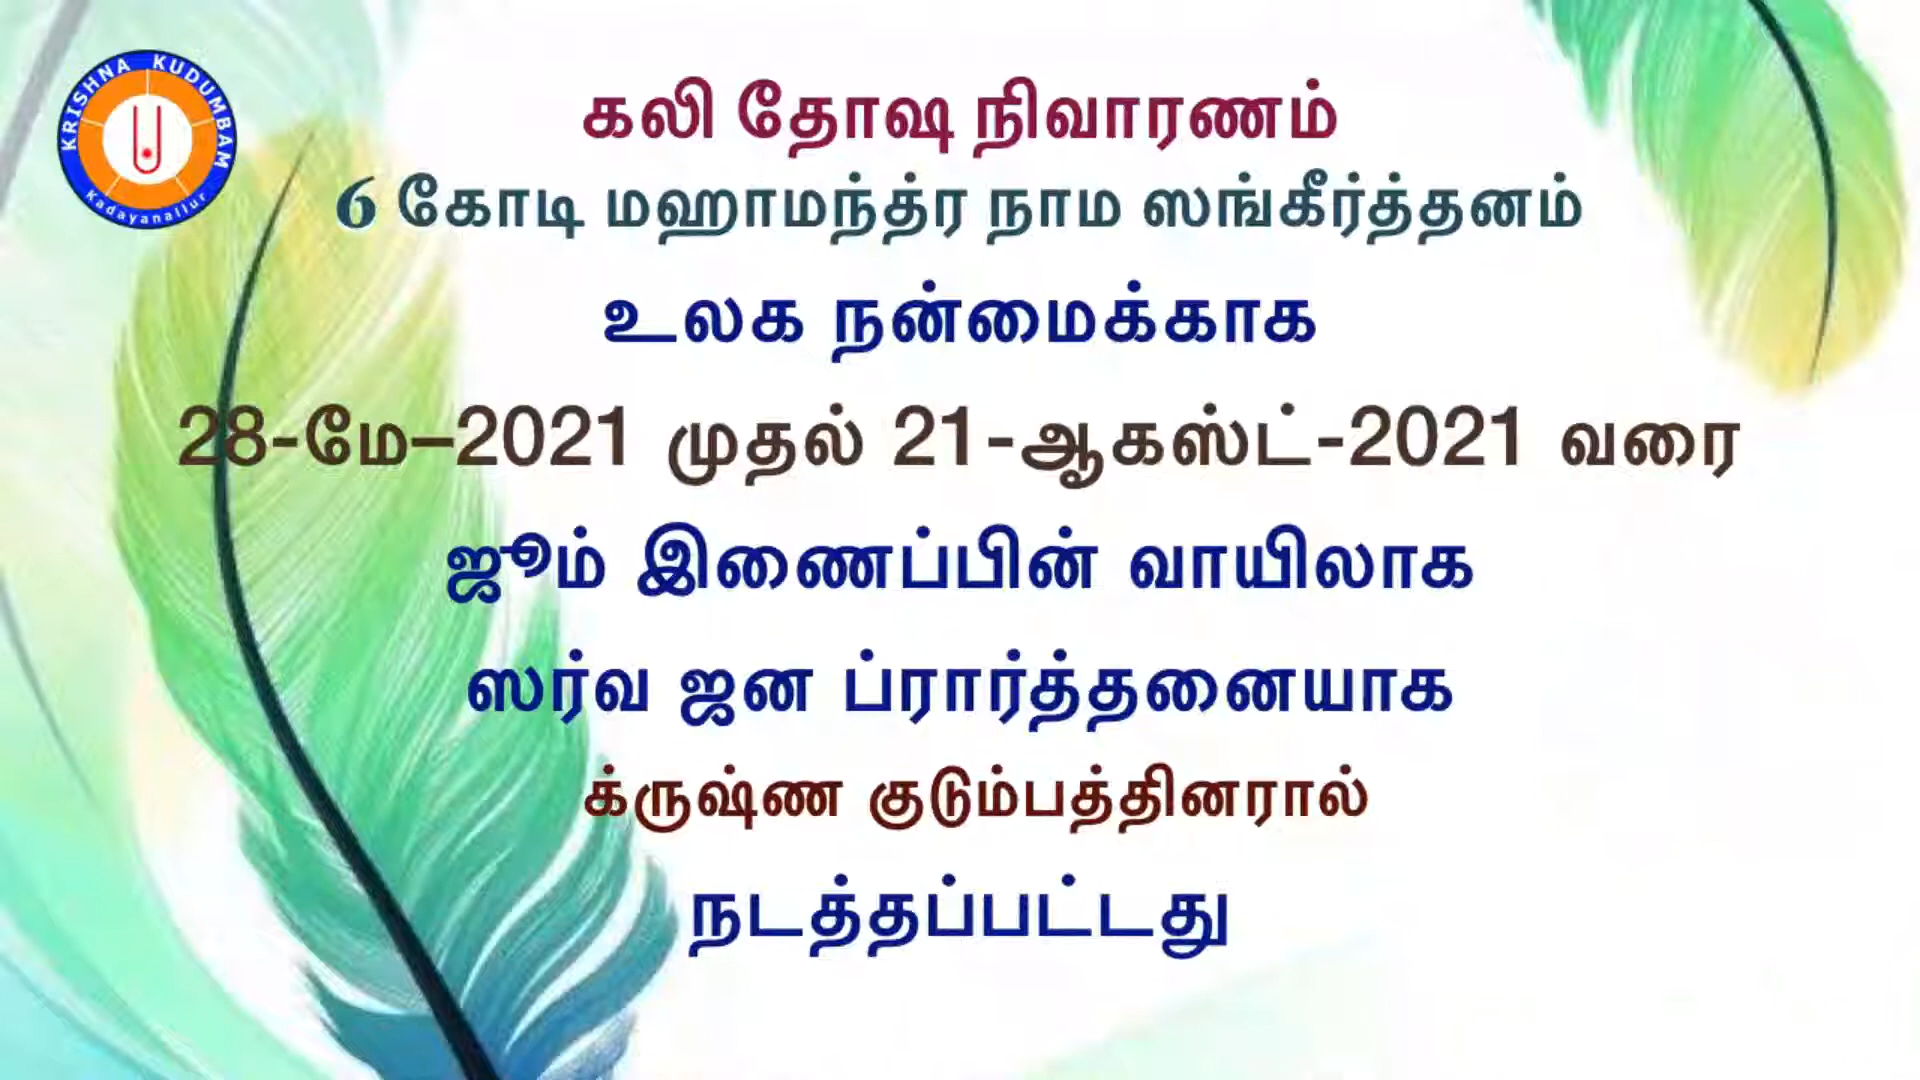 KRISHNA KUDUMBAM
Kadayanallur
கலி தோஷ நிவாரணம்
6 கோடி மஹாமந்த்ர நாம ஸங்கீர்த்தனம்
உலக நன்மைக்காக
28-மே–2021 முதல் 21-ஆகஸ்ட்-2021 வரை
ஜூம் இணைப்பின் வாயிலாக
ஸர்வ ஜன ப்ரார்த்தனையாக
க்ருஷ்ண குடும்பத்தினரால்
நடத்தப்பட்டது